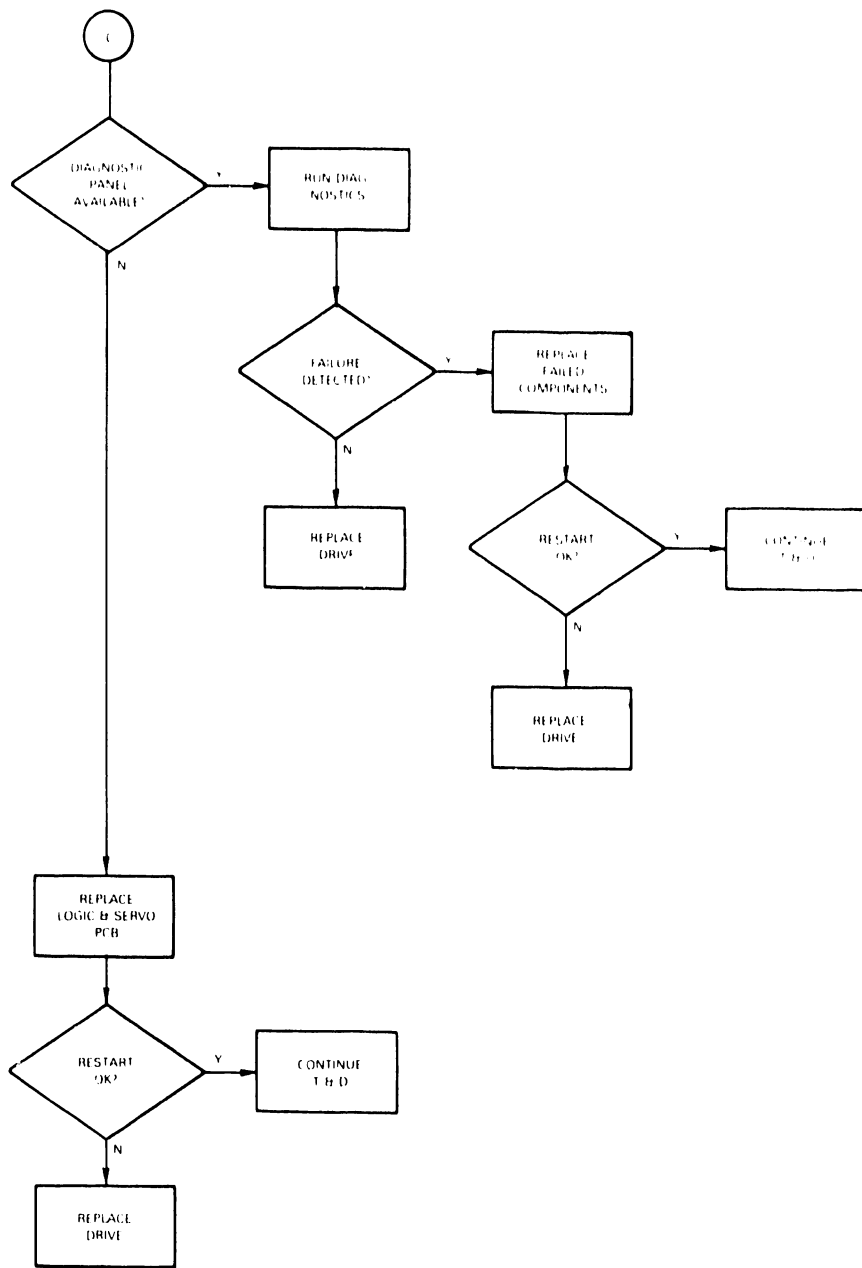 DIAGNOSTIC
PANEL
AVAILABLE?
Y
N
RUN DIAG
NOSTICS
FAILURE
DETECTED?
Y
N
REPLACE
FAILED
COMPONENTS
REPLACE
DRIVE
RESTART
OK?
Y
N
CONTINUE
T & D
REPLACE
DRIVE
REPLACE
LOGIC & SERVO
PCB
RESTART
OK?
Y
N
CONTINUE
T & D
REPLACE
DRIVE